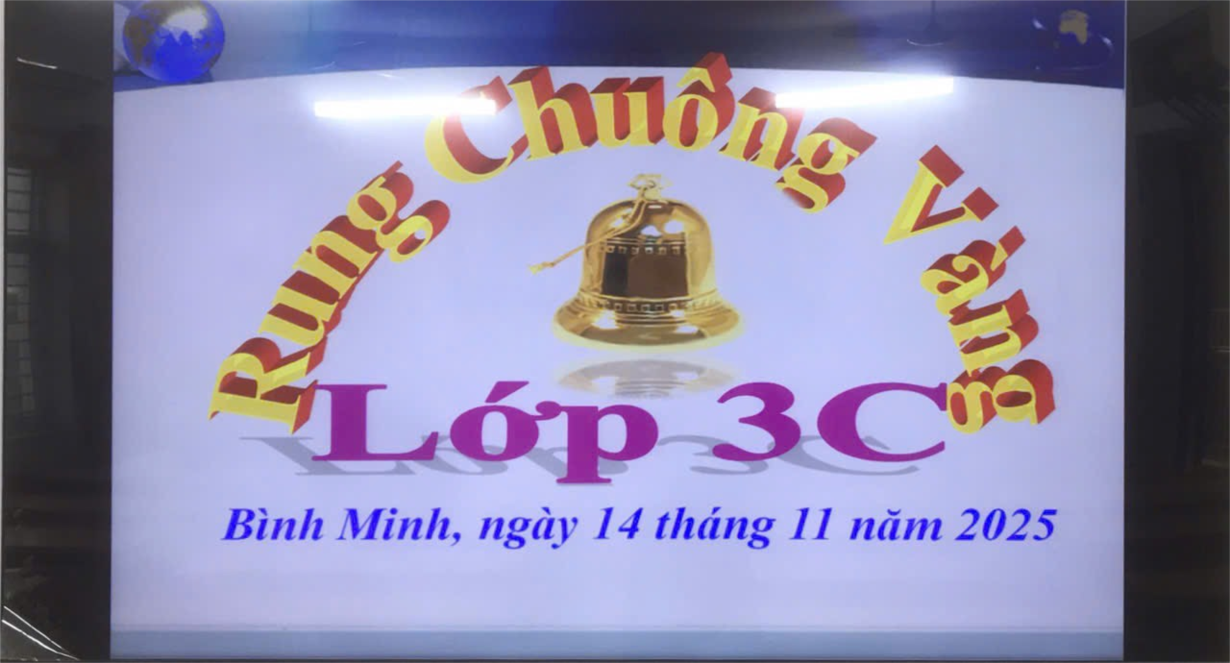 Rung Chuông Vàng
Lớp 3C
Bình Minh, ngày 14 tháng 11 năm 2025